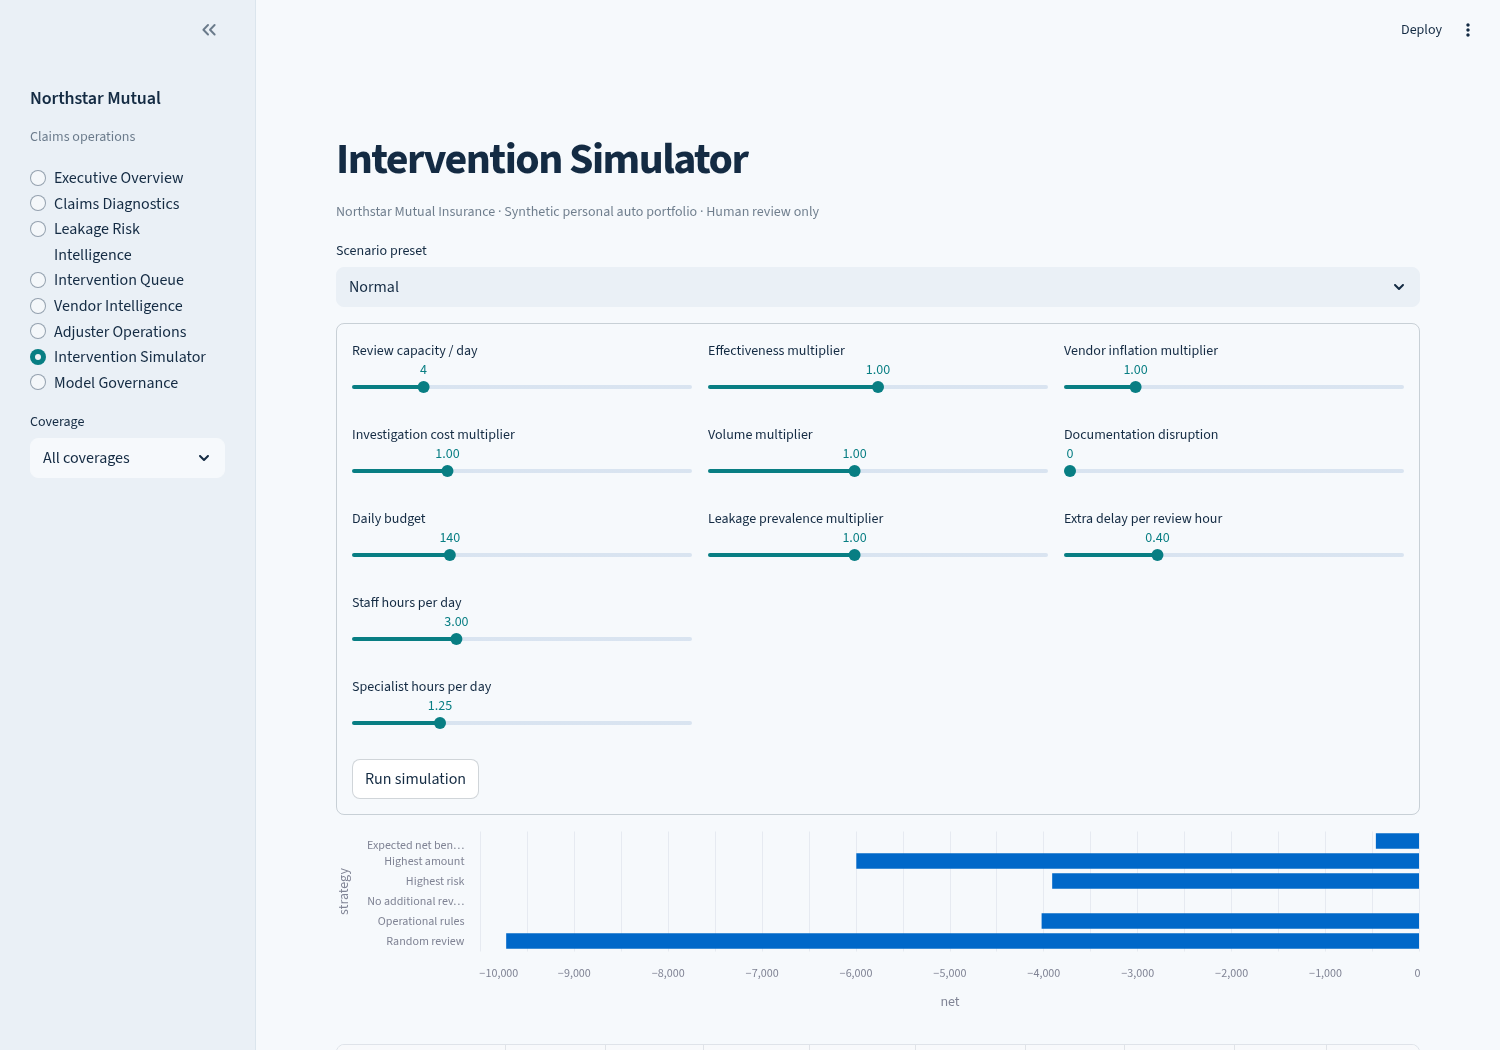 Deploy
Northstar Mutual
Claims operations
Executive Overview
Claims Diagnostics
Leakage Risk
Intelligence
Intervention Queue
Vendor Intelligence
Adjuster Operations
Intervention Simulator
Model Governance
Coverage
All coverages
Intervention Simulator
Northstar Mutual Insurance · Synthetic personal auto portfolio · Human review only
Scenario preset
Normal
Review capacity / day
4
Effectiveness multiplier
1.00
Vendor inflation multiplier
1.00
Investigation cost multiplier
1.00
Volume multiplier
1.00
Documentation disruption
0
Daily budget
140
Leakage prevalence multiplier
1.00
Extra delay per review hour
0.40
Staff hours per day
3.00
Specialist hours per day
1.25
Run simulation
strategy
Expected net ben…
Highest amount
Highest risk
No additional rev…
Operational rules
Random review
−10,000 −9,000 −8,000 −7,000 −6,000 −5,000 −4,000 −3,000 −2,000 −1,000 0
net